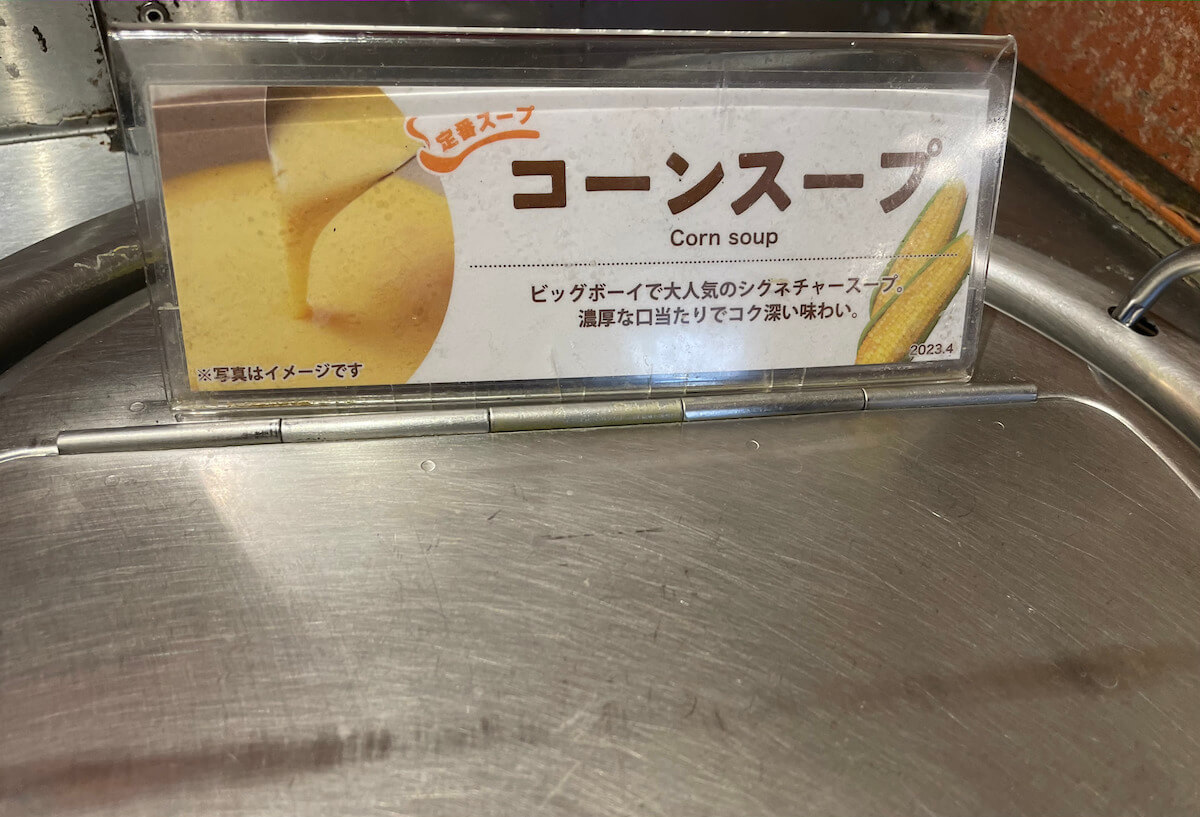 定番スープ
コーンスープ
Corn soup
ビッグボーイで大人気のシグネチャースープ。
濃厚な口当たりでコク深い味わい。
2023.4
※写真はイメージです